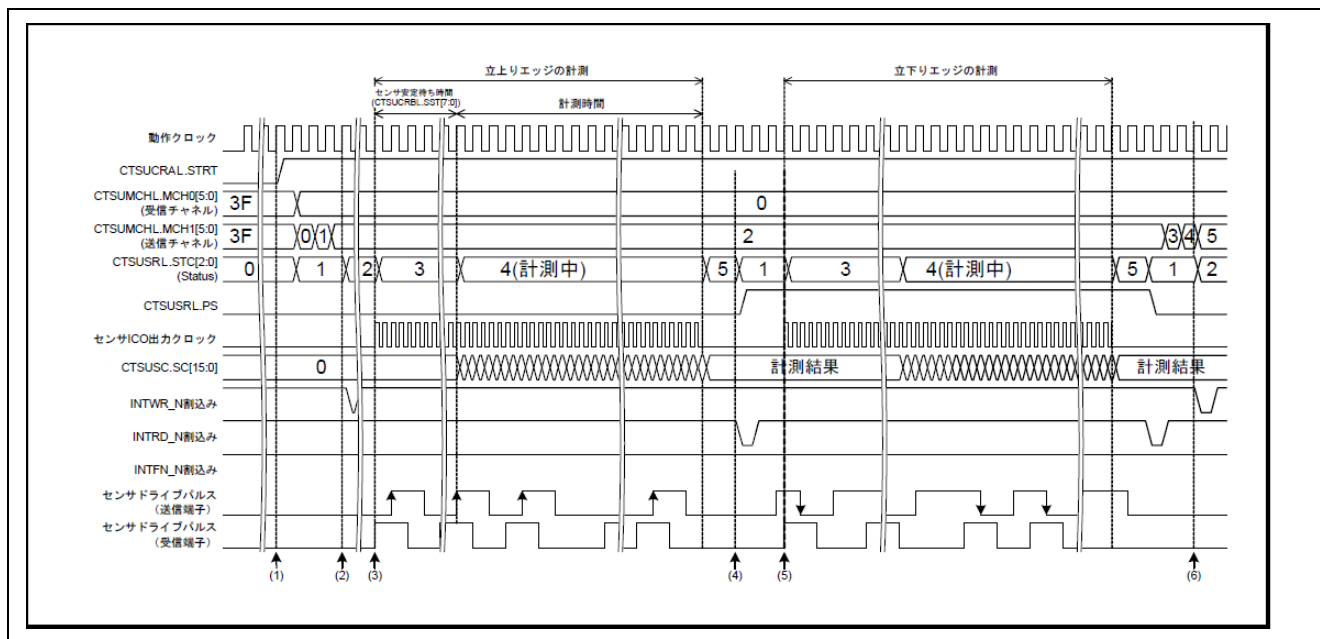 立上りエッジの計測
立下りエッジの計測
センサ安定待ち時間
(CTSUCRBL.SST[7:0])
計測時間
動作クロック
CTSUCRAL.STRT
CTSUMCHL.MCH0[5:0]
(受信チャネル)
3F
0
CTSUMCHL.MCH1[5:0]
(送信チャネル)
3F
0
1
2
3
4
5
CTSUSRL.STC[2:0]
(Status)
0
1
2
3
4(計測中)
5
1
3
4(計測中)
5
1
2
CTSUSRL.PS
センサICO出力クロック
CTSUSC.SC[15:0]
0
計測結果
計測結果
INTWR_N割込み
INTRD_N割込み
INTFN_N割込み
センサドライブパルス
(送信端子)
センサドライブパルス
(受信端子)
(1)
(2)
(3)
(4)
(5)
(6)